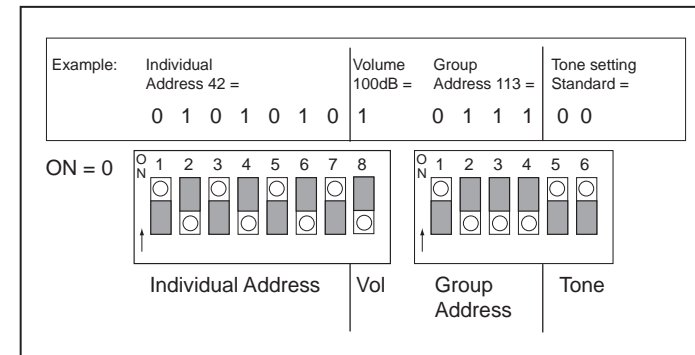 Example: Individual Volume Group Tone setting
Address 42 = 100dB = Address 113 = Standard =
0 1 0 1 0 1 0 1 0 1 1 1 0 0
ON = 0
ON 1 2 3 4 5 6 7 8 ON 1 2 3 4 5 6
Individual Address Vol Group Tone
Address